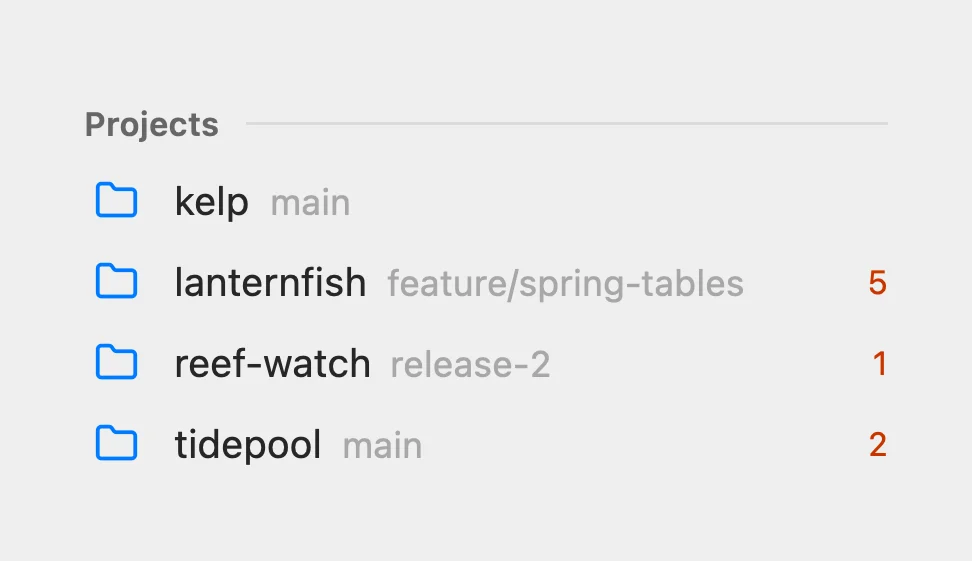 Projects
kelp main
lanternfish feature/spring-tables 5
reef-watch release-2 1
tidepool main 2